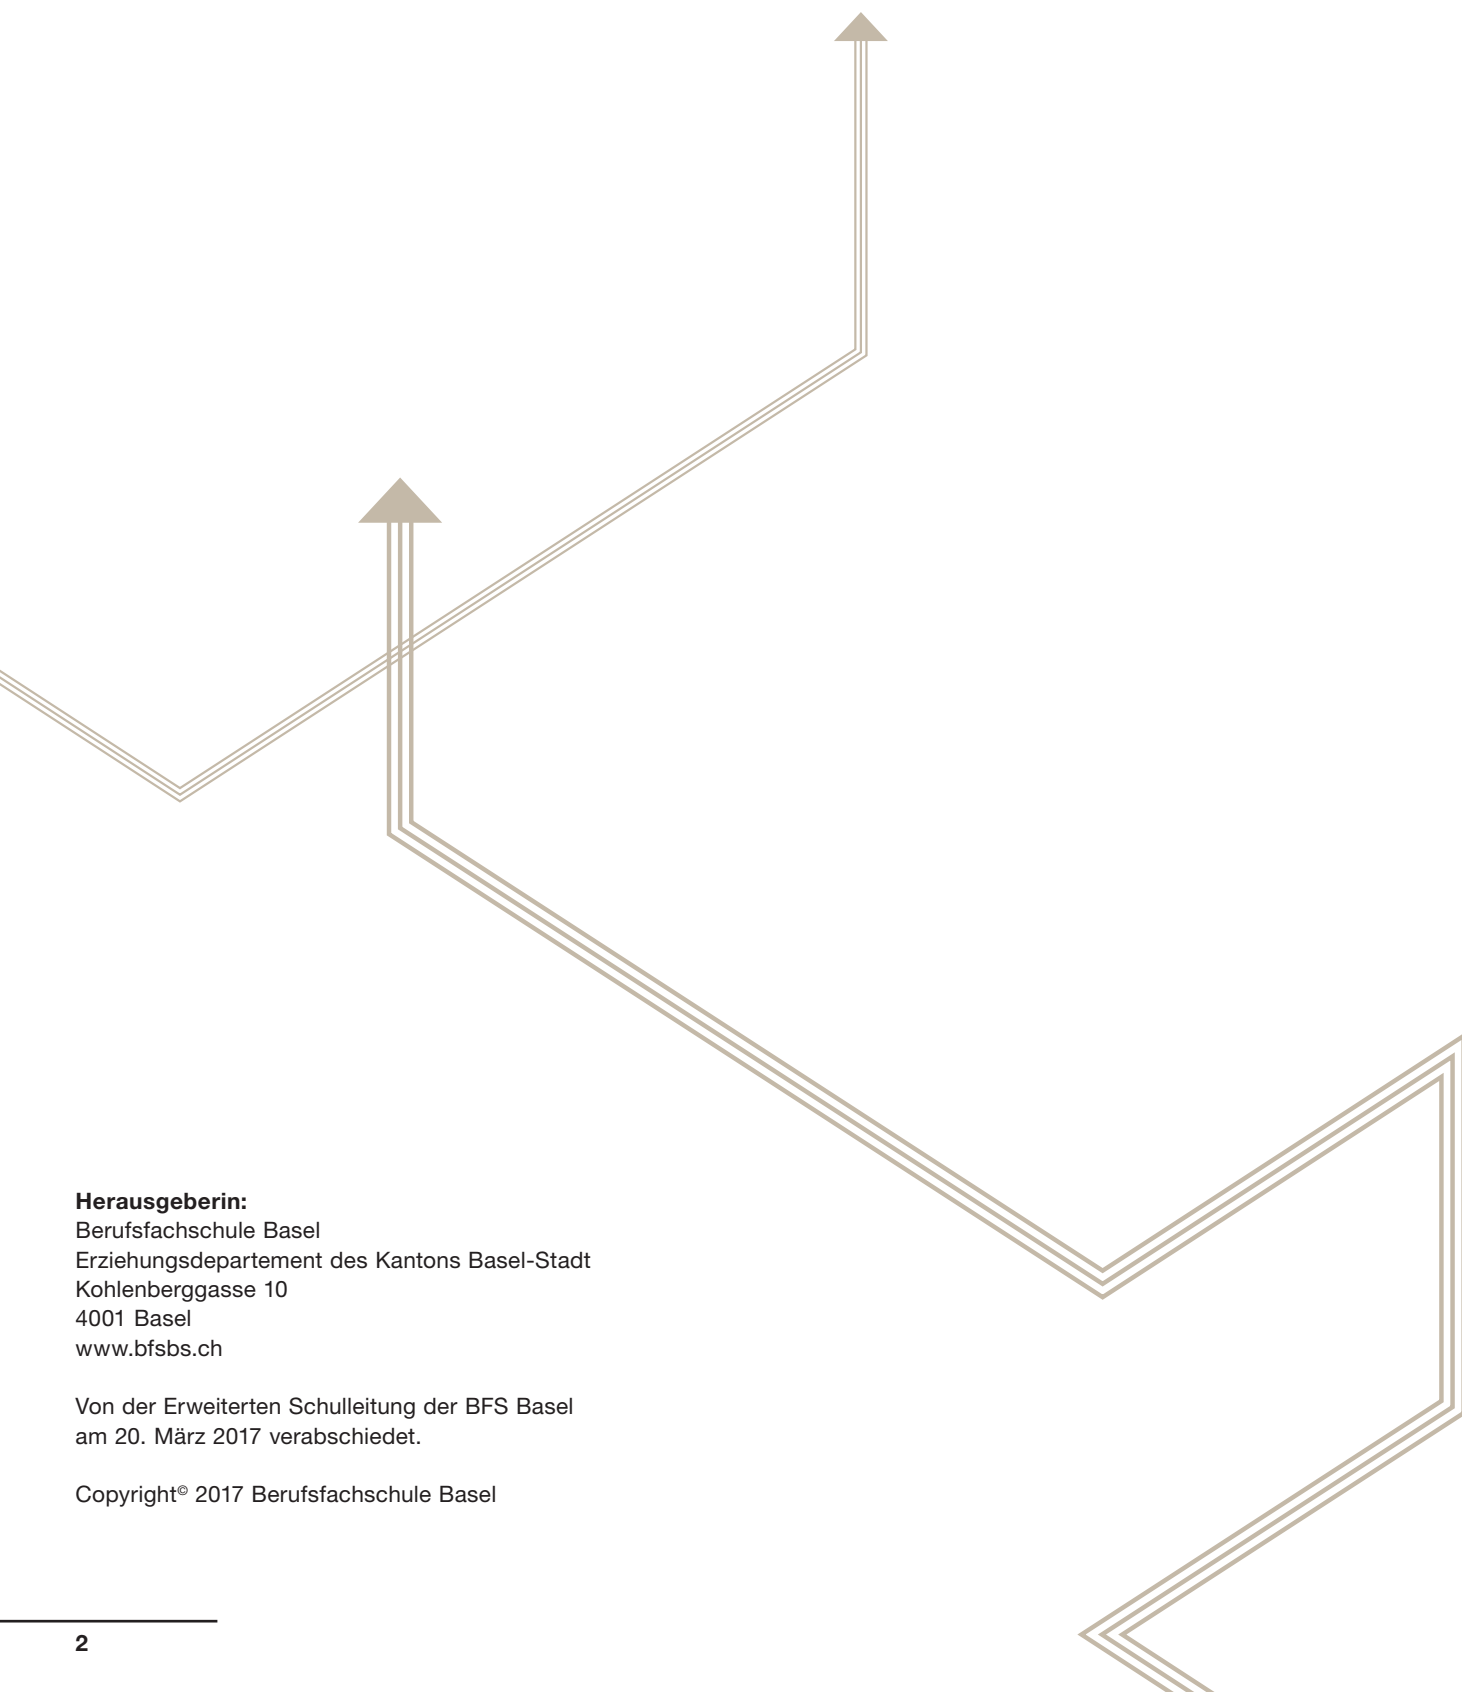 Herausgeberin:
Berufsfachschule Basel
Erziehungsdepartement des Kantons Basel-Stadt
Kohlenberggasse 10
4001 Basel
www.bfsbs.ch
Von der Erweiterten Schulleitung der BFS Basel
am 20. März 2017 verabschiedet.
Copyright© 2017 Berufsfachschule Basel
2